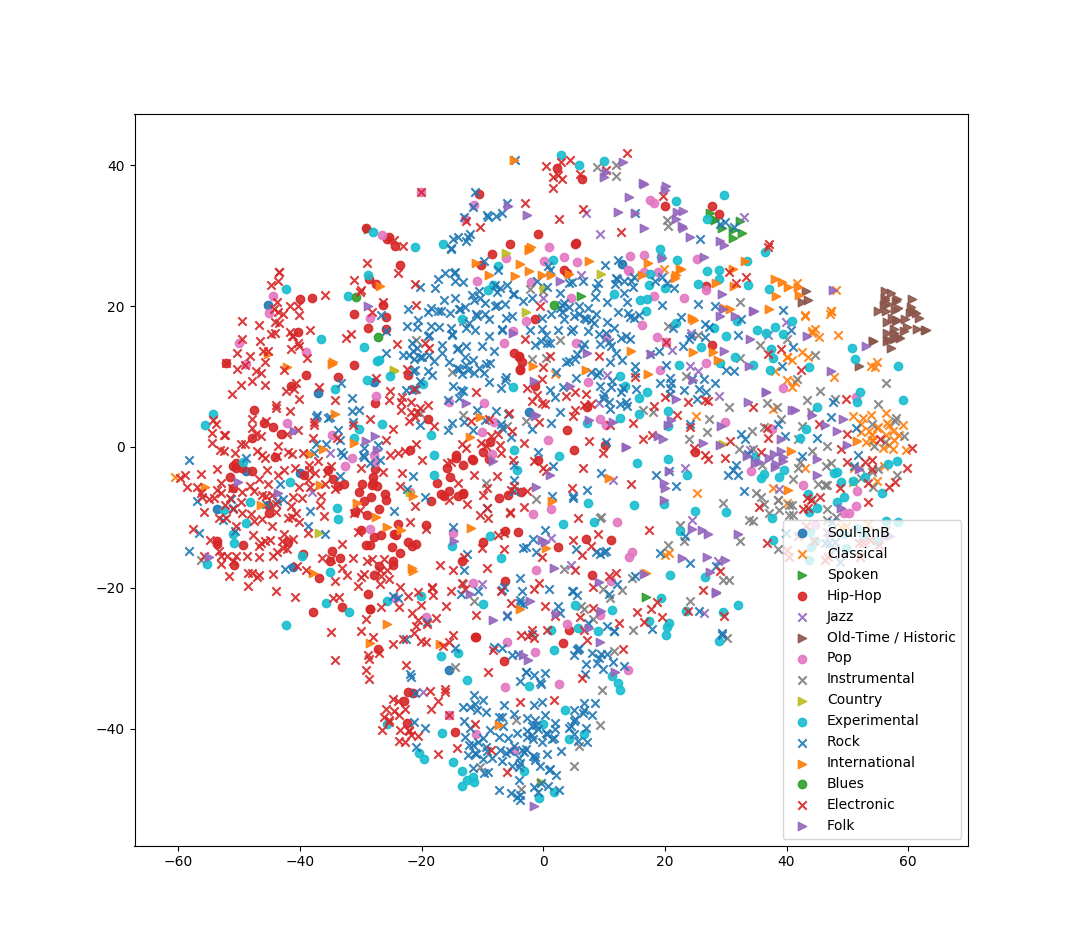 40
20
0
−20
−40
−60
−40
−20
0
20
40
60
Soul-RnB
Classical
Spoken
Hip-Hop
Jazz
Old-Time / Historic
Pop
Instrumental
Country
Experimental
Rock
International
Blues
Electronic
Folk